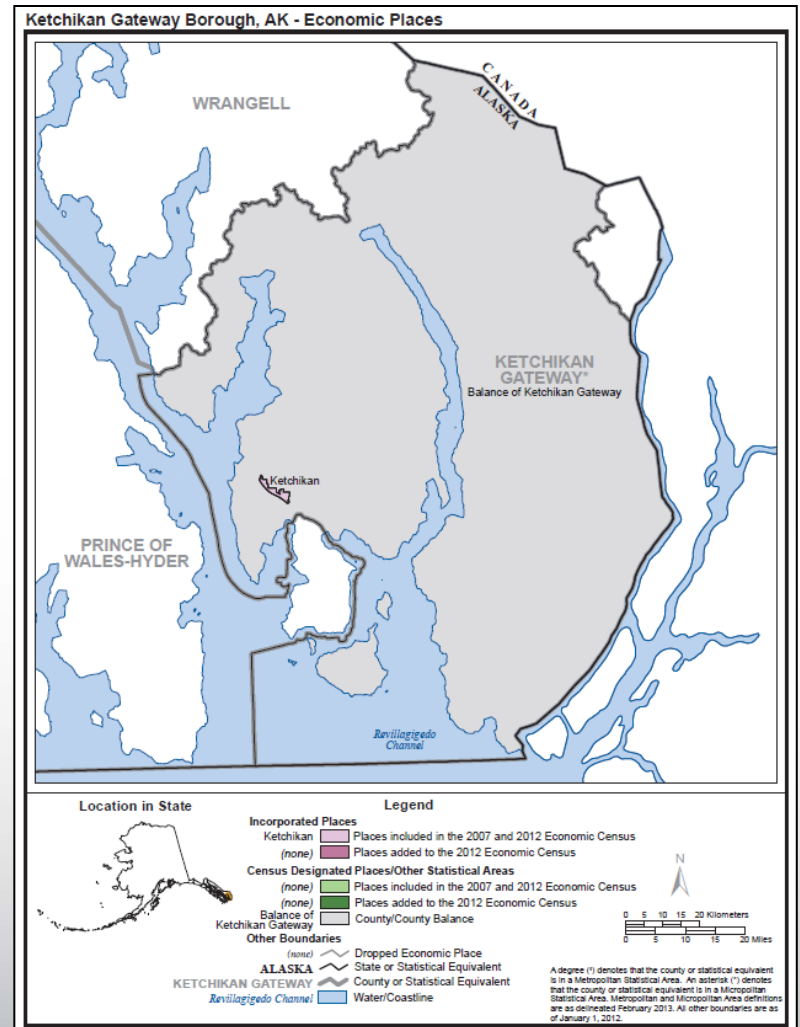 Ketchikan Gateway Borough, AK - Economic Places
WRANGELL
CANADA
ALASKA
KETCHIKAN
GATEWAY*
Balance of Ketchikan Gateway
Ketchikan
PRINCE OF
WALES-HYDER
Revillagigedo
Channel
Location in State
Legend
Incorporated Places
Ketchikan Places included in the 2007 and 2012 Economic Census
(none) Places added to the 2012 Economic Census
Census Designated Places/Other Statistical Areas
(none) Places included in the 2007 and 2012 Economic Census
(none) Places added to the 2012 Economic Census
Balance of
Ketchikan Gateway County/County Balance
Other Boundaries
(none) Dropped Economic Place
ALASKA State or Statistical Equivalent
KETCHIKAN GATEWAY County or Statistical Equivalent
Revillagigedo Channel Water/Coastline
N
0 5 10 15 20 Kilometers
0 5 10 15 20 Miles
A degree (°) denotes that the county or statistical equivalent
is in a Metropolitan Statistical Area. An asterisk (*) denotes
that the county or statistical equivalent is in a Micropolitan
Statistical Area. Metropolitan and Micropolitan Area definitions
are as delineated February 2013. All other boundaries are as
of January 1, 2012.